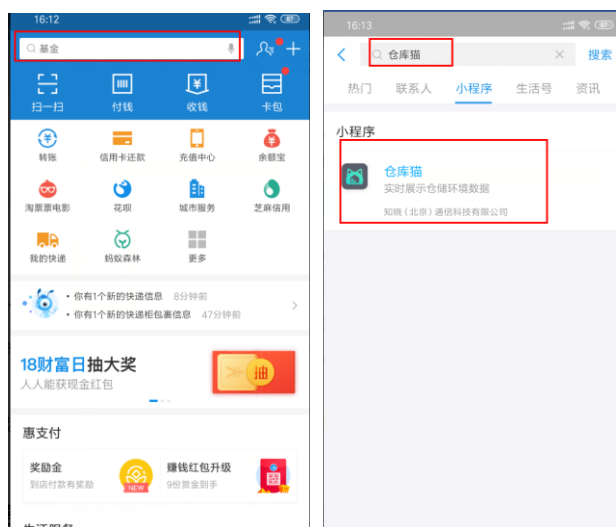 16:12
87
基金
扫一扫
付钱
收钱
卡包
转账
信用卡还款
充值中心
余额宝
淘票票电影
花呗
城市服务
芝麻信用
我的快递
蚂蚁森林
更多
· 你有1个新的快递信息 8分钟前
· 你有1个新的快递柜包裹信息 47分钟前
18财富日抽大奖
人人能获现金红包
抽
惠支付
奖励金
到店付款有奖励
NEW
赚钱红包升级
9份赏金到手
生活服务
16:13
87
仓库猫
搜索
热门
联系人
小程序
生活号
资讯
小程序
仓库猫
实时展示仓储环境数据
知晓(北京)通信科技有限公司